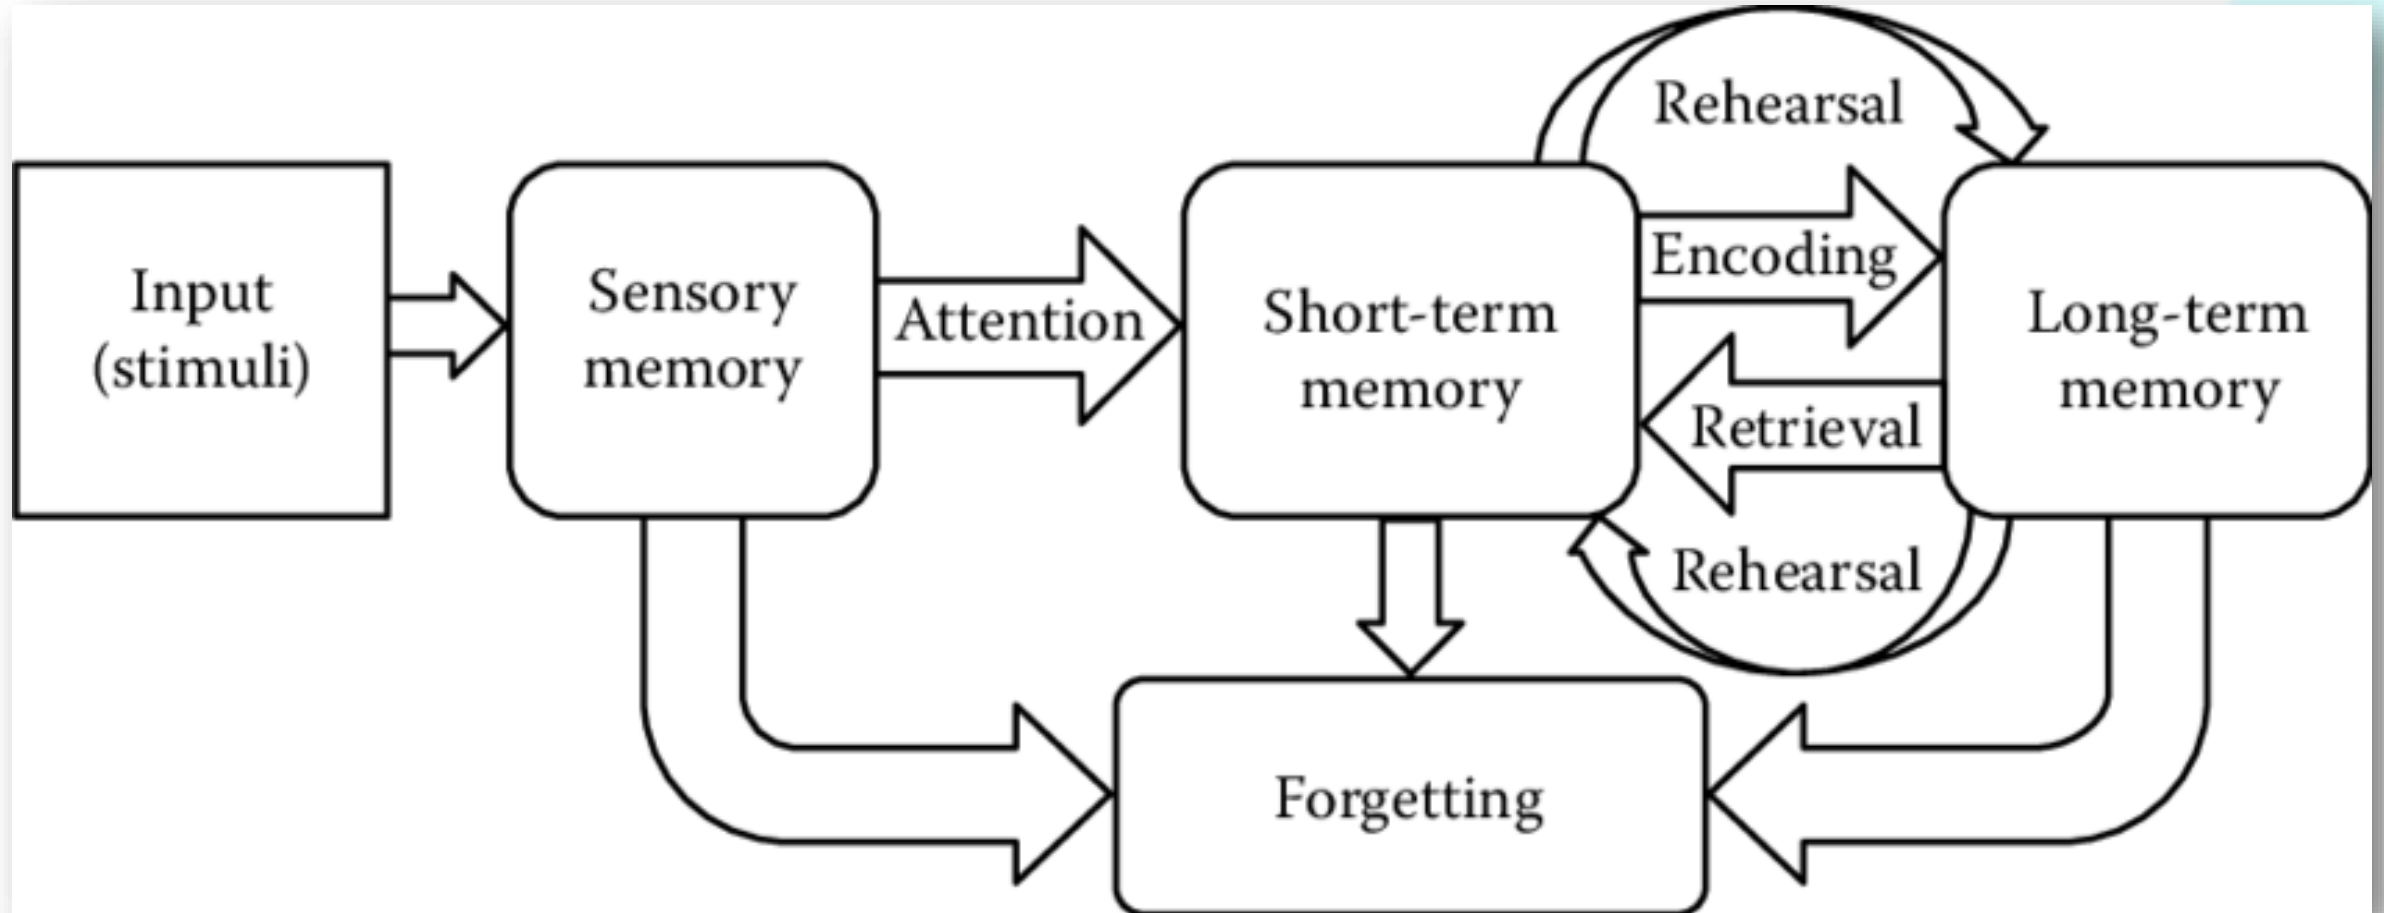 Input
(stimuli)
Sensory
memory
Attention
Short-term
memory
Rehearsal
Encoding
Retrieval
Rehearsal
Long-term
memory
Forgetting